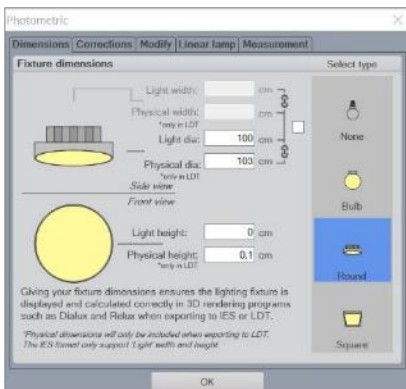 Photometric
Dimensions Corrections Modify Linear lamp Measurement
Fixture dimensions
Select type
Light width: cm
Physical width: cm
*only in LDT
Light dia: 100 cm
Physical dia: 103 cm
*only in LDT
Side view
Front view
Light height: 0 cm
Physical height: 0,1 cm
*only in LDT
Giving your fixture dimensions ensures the lighting fixture is
displayed and calculated correctly in 3D rendering programs
such as Dialux and Relux when exporting to IES or LDT.
*Physical dimensions will only be included when exporting to LDT.
The IES format only support 'Light' width and height.
None
Bulb
Round
Square
OK